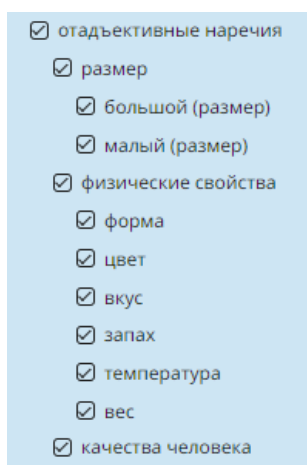 отадъективные наречия
размер
большой (размер)
малый (размер)
физические свойства
форма
цвет
вкус
запах
температура
вес
качества человека